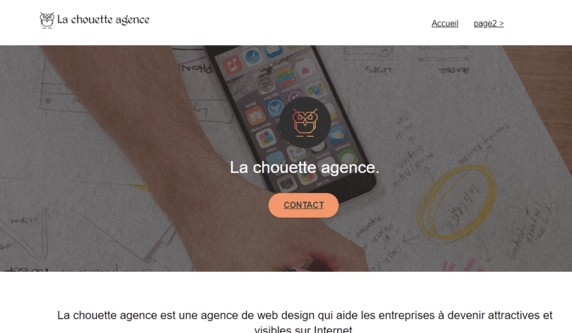 La chouette agence
Accueil page2 >
La chouette agence.
CONTACT
La chouette agence est une agence de web design qui aide les entreprises à devenir attractives et
visibles sur Internet